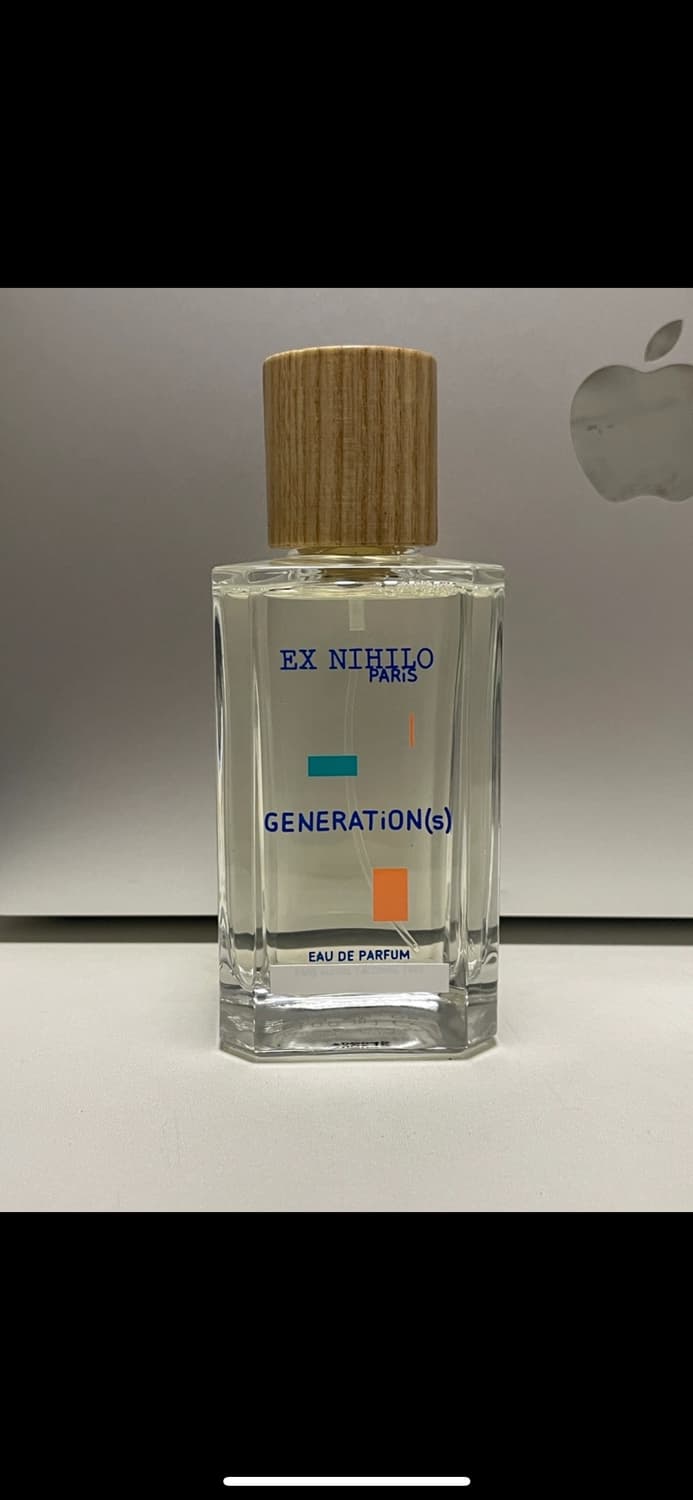 EX NIHILO
PARiS
GENERATiON(s)
EAU DE PARFUM